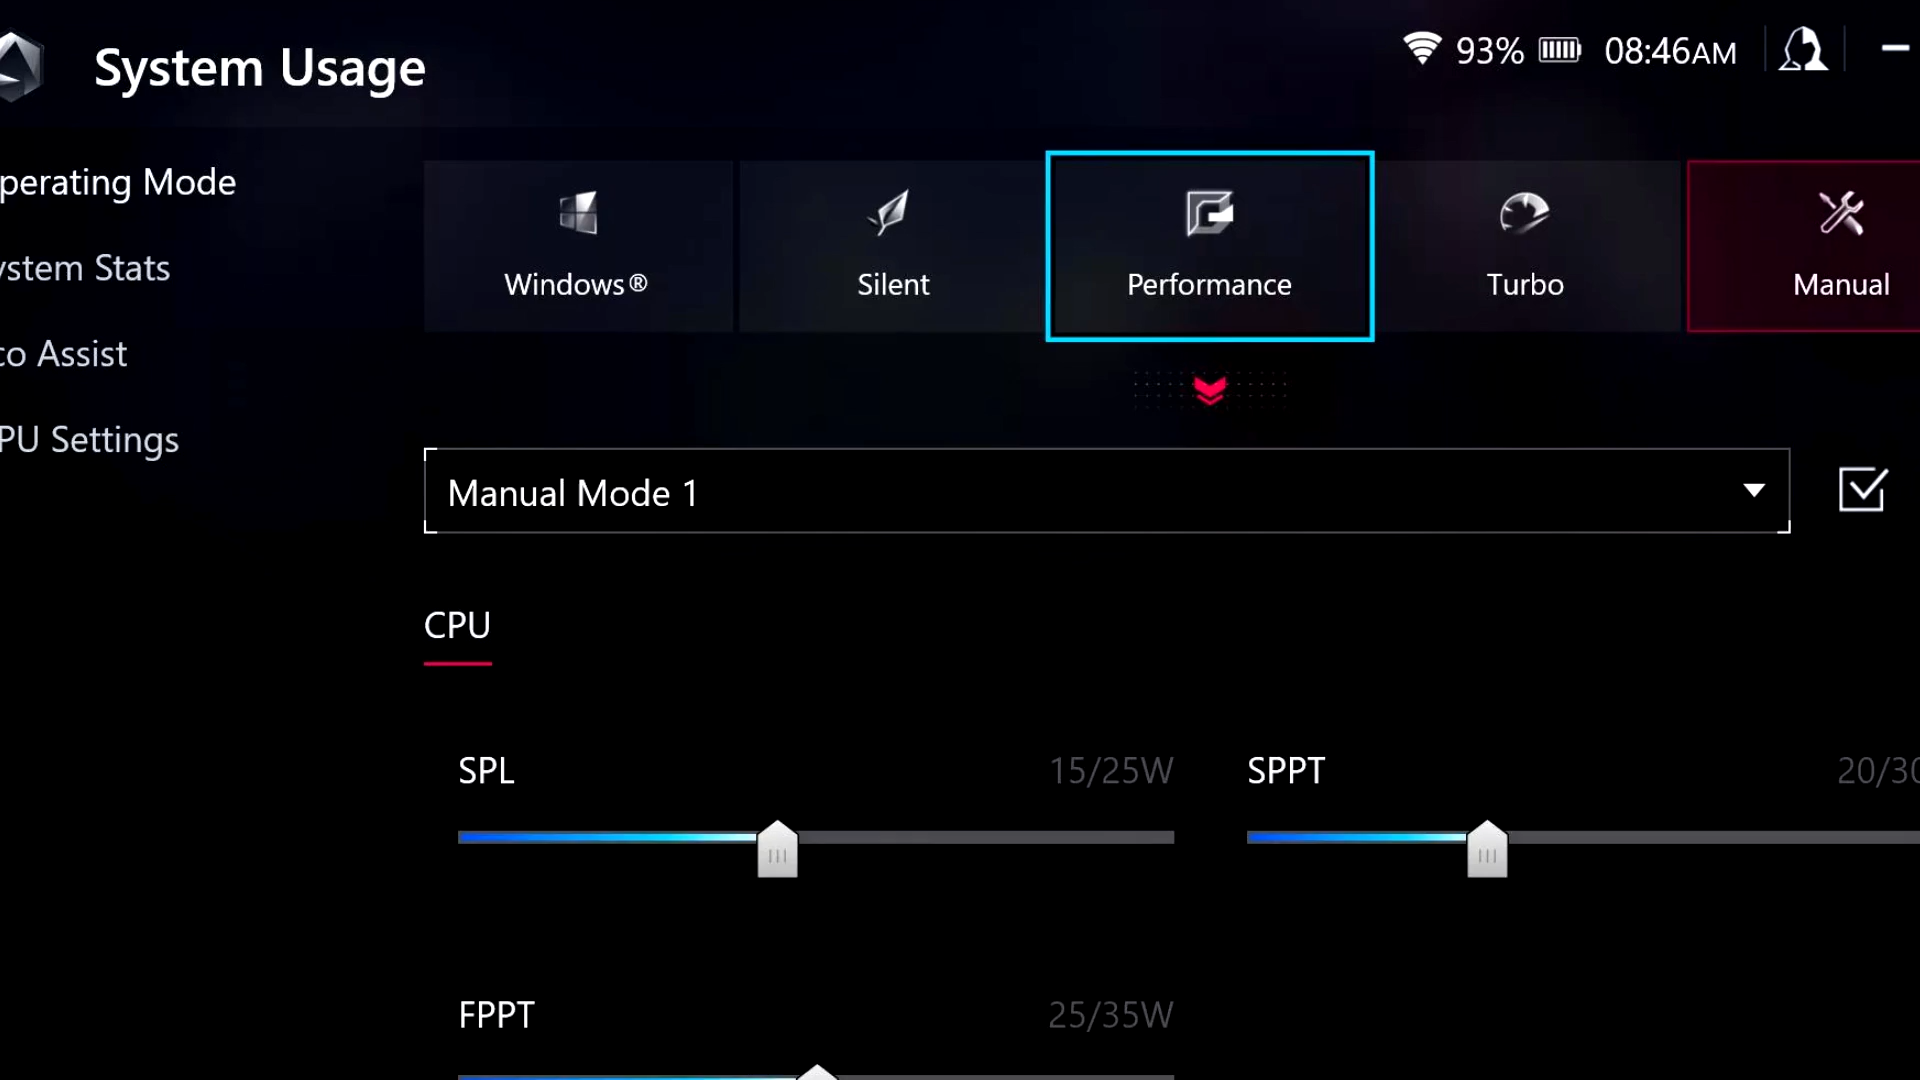 System Usage
93% 08:46AM
perating Mode
ystem Stats
co Assist
PU Settings
Windows®
Silent
Performance
Turbo
Manual
Manual Mode 1
CPU
SPL 15/25W
SPPT 20/30
FPPT 25/35W